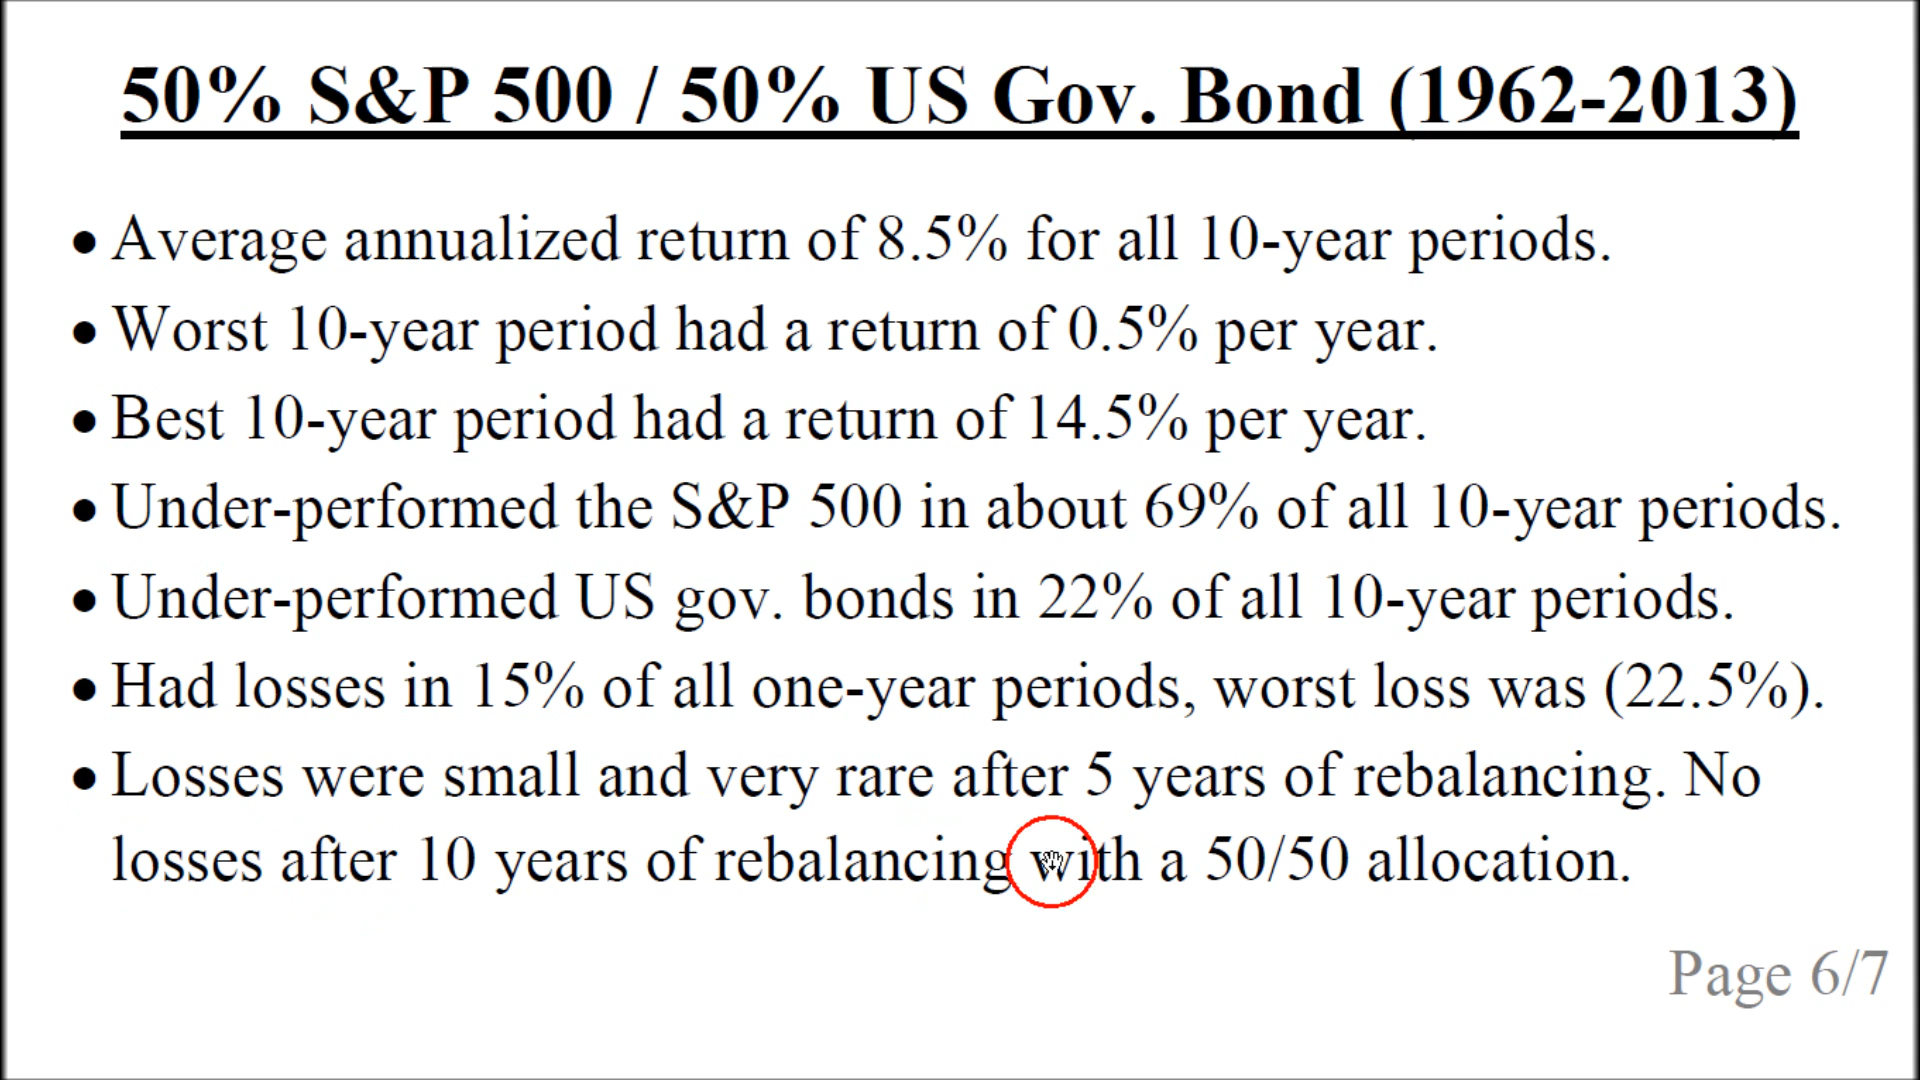 50% S&P 500 / 50% US Gov. Bond (1962-2013)
• Average annualized return of 8.5% for all 10-year periods.
• Worst 10-year period had a return of 0.5% per year.
• Best 10-year period had a return of 14.5% per year.
• Under-performed the S&P 500 in about 69% of all 10-year periods.
• Under-performed US gov. bonds in 22% of all 10-year periods.
• Had losses in 15% of all one-year periods, worst loss was (22.5%).
• Losses were small and very rare after 5 years of rebalancing. No
losses after 10 years of rebalancing with a 50/50 allocation.
Page 6/7